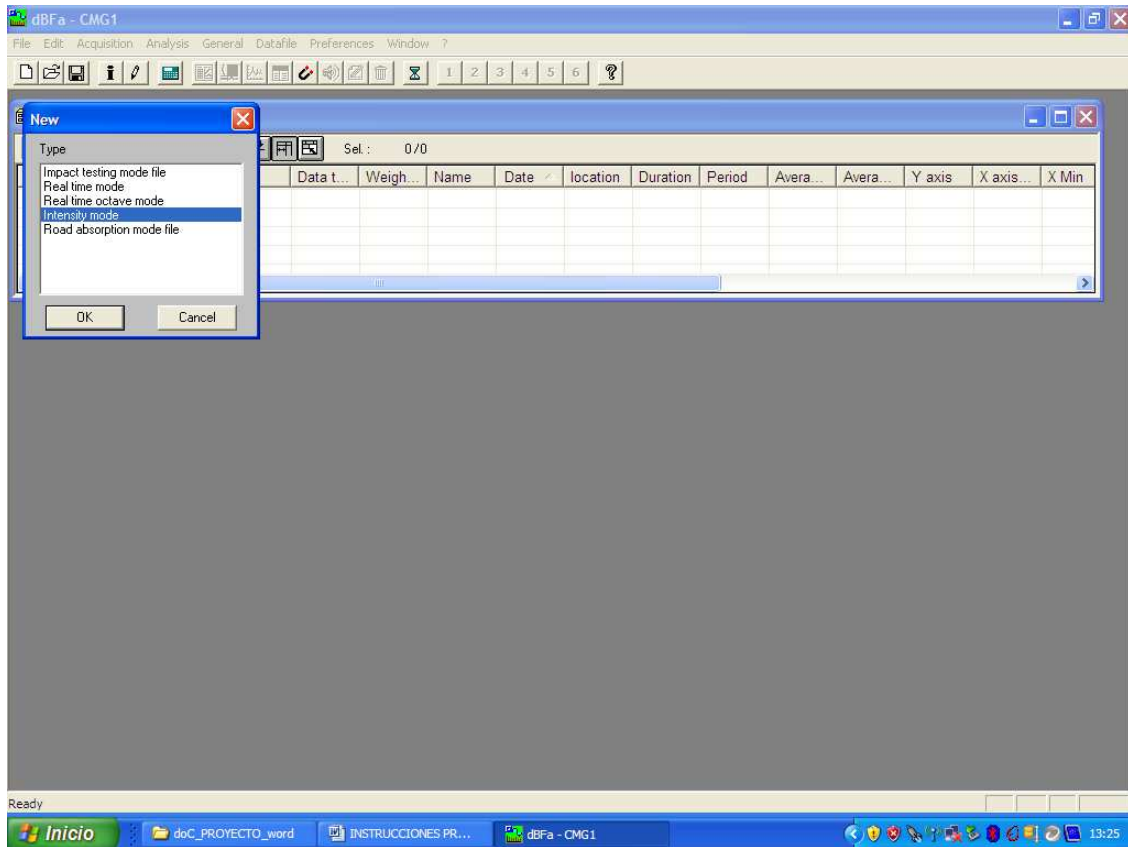 dBFa - CMG1
File Edit Acquisition Analysis General Datafile Preferences Window ?
1 2 3 4 5 6
New
Type
Impact testing mode file
Real time mode
Real time octave mode
Intensity mode
Road absorption mode file
OK Cancel
Sel.: 0/0
Data t... Weigh... Name Date location Duration Period Avera... Avera... Y axis X axis... X Min
Ready
Inicio doC_PROYECTO_word INSTRUCCIONES PR... dBFa - CMG1 13:25